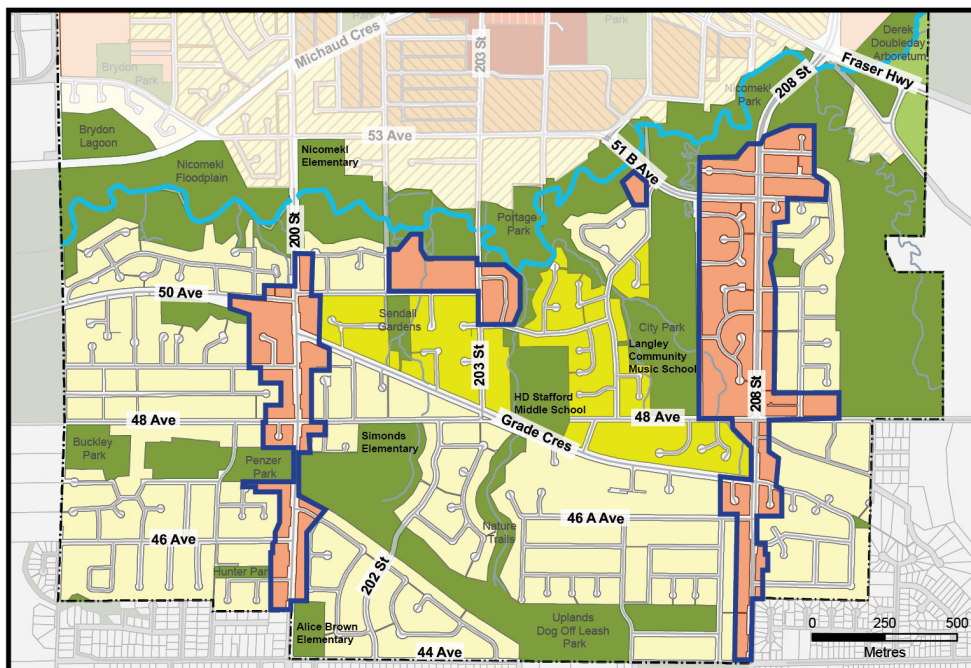 Park
Derek
Doubleday
Arboretum
Michaud Cres
203 St
Fraser Hwy
208 St
Brydon
Park
Nicomekl
Park
Brydon
Lagoon
53 Ave
Nicomekl
Elementary
51 B Ave
Nicomekl
Floodplain
200 St
Portage
Park
50 Ave
Sendall
Gardens
City Park
Langley
Community
Music School
203 St
208 St
HD Stafford
Middle School
48 Ave
48 Ave
Grade Cres
Buckley
Park
Simonds
Elementary
Penzer
Park
46 Ave
46 A Ave
Nature
Trails
Hunter Park
202 St
Alice Brown
Elementary
Uplands
Dog Off Leash
Park
44 Ave
0 250 500
Metres